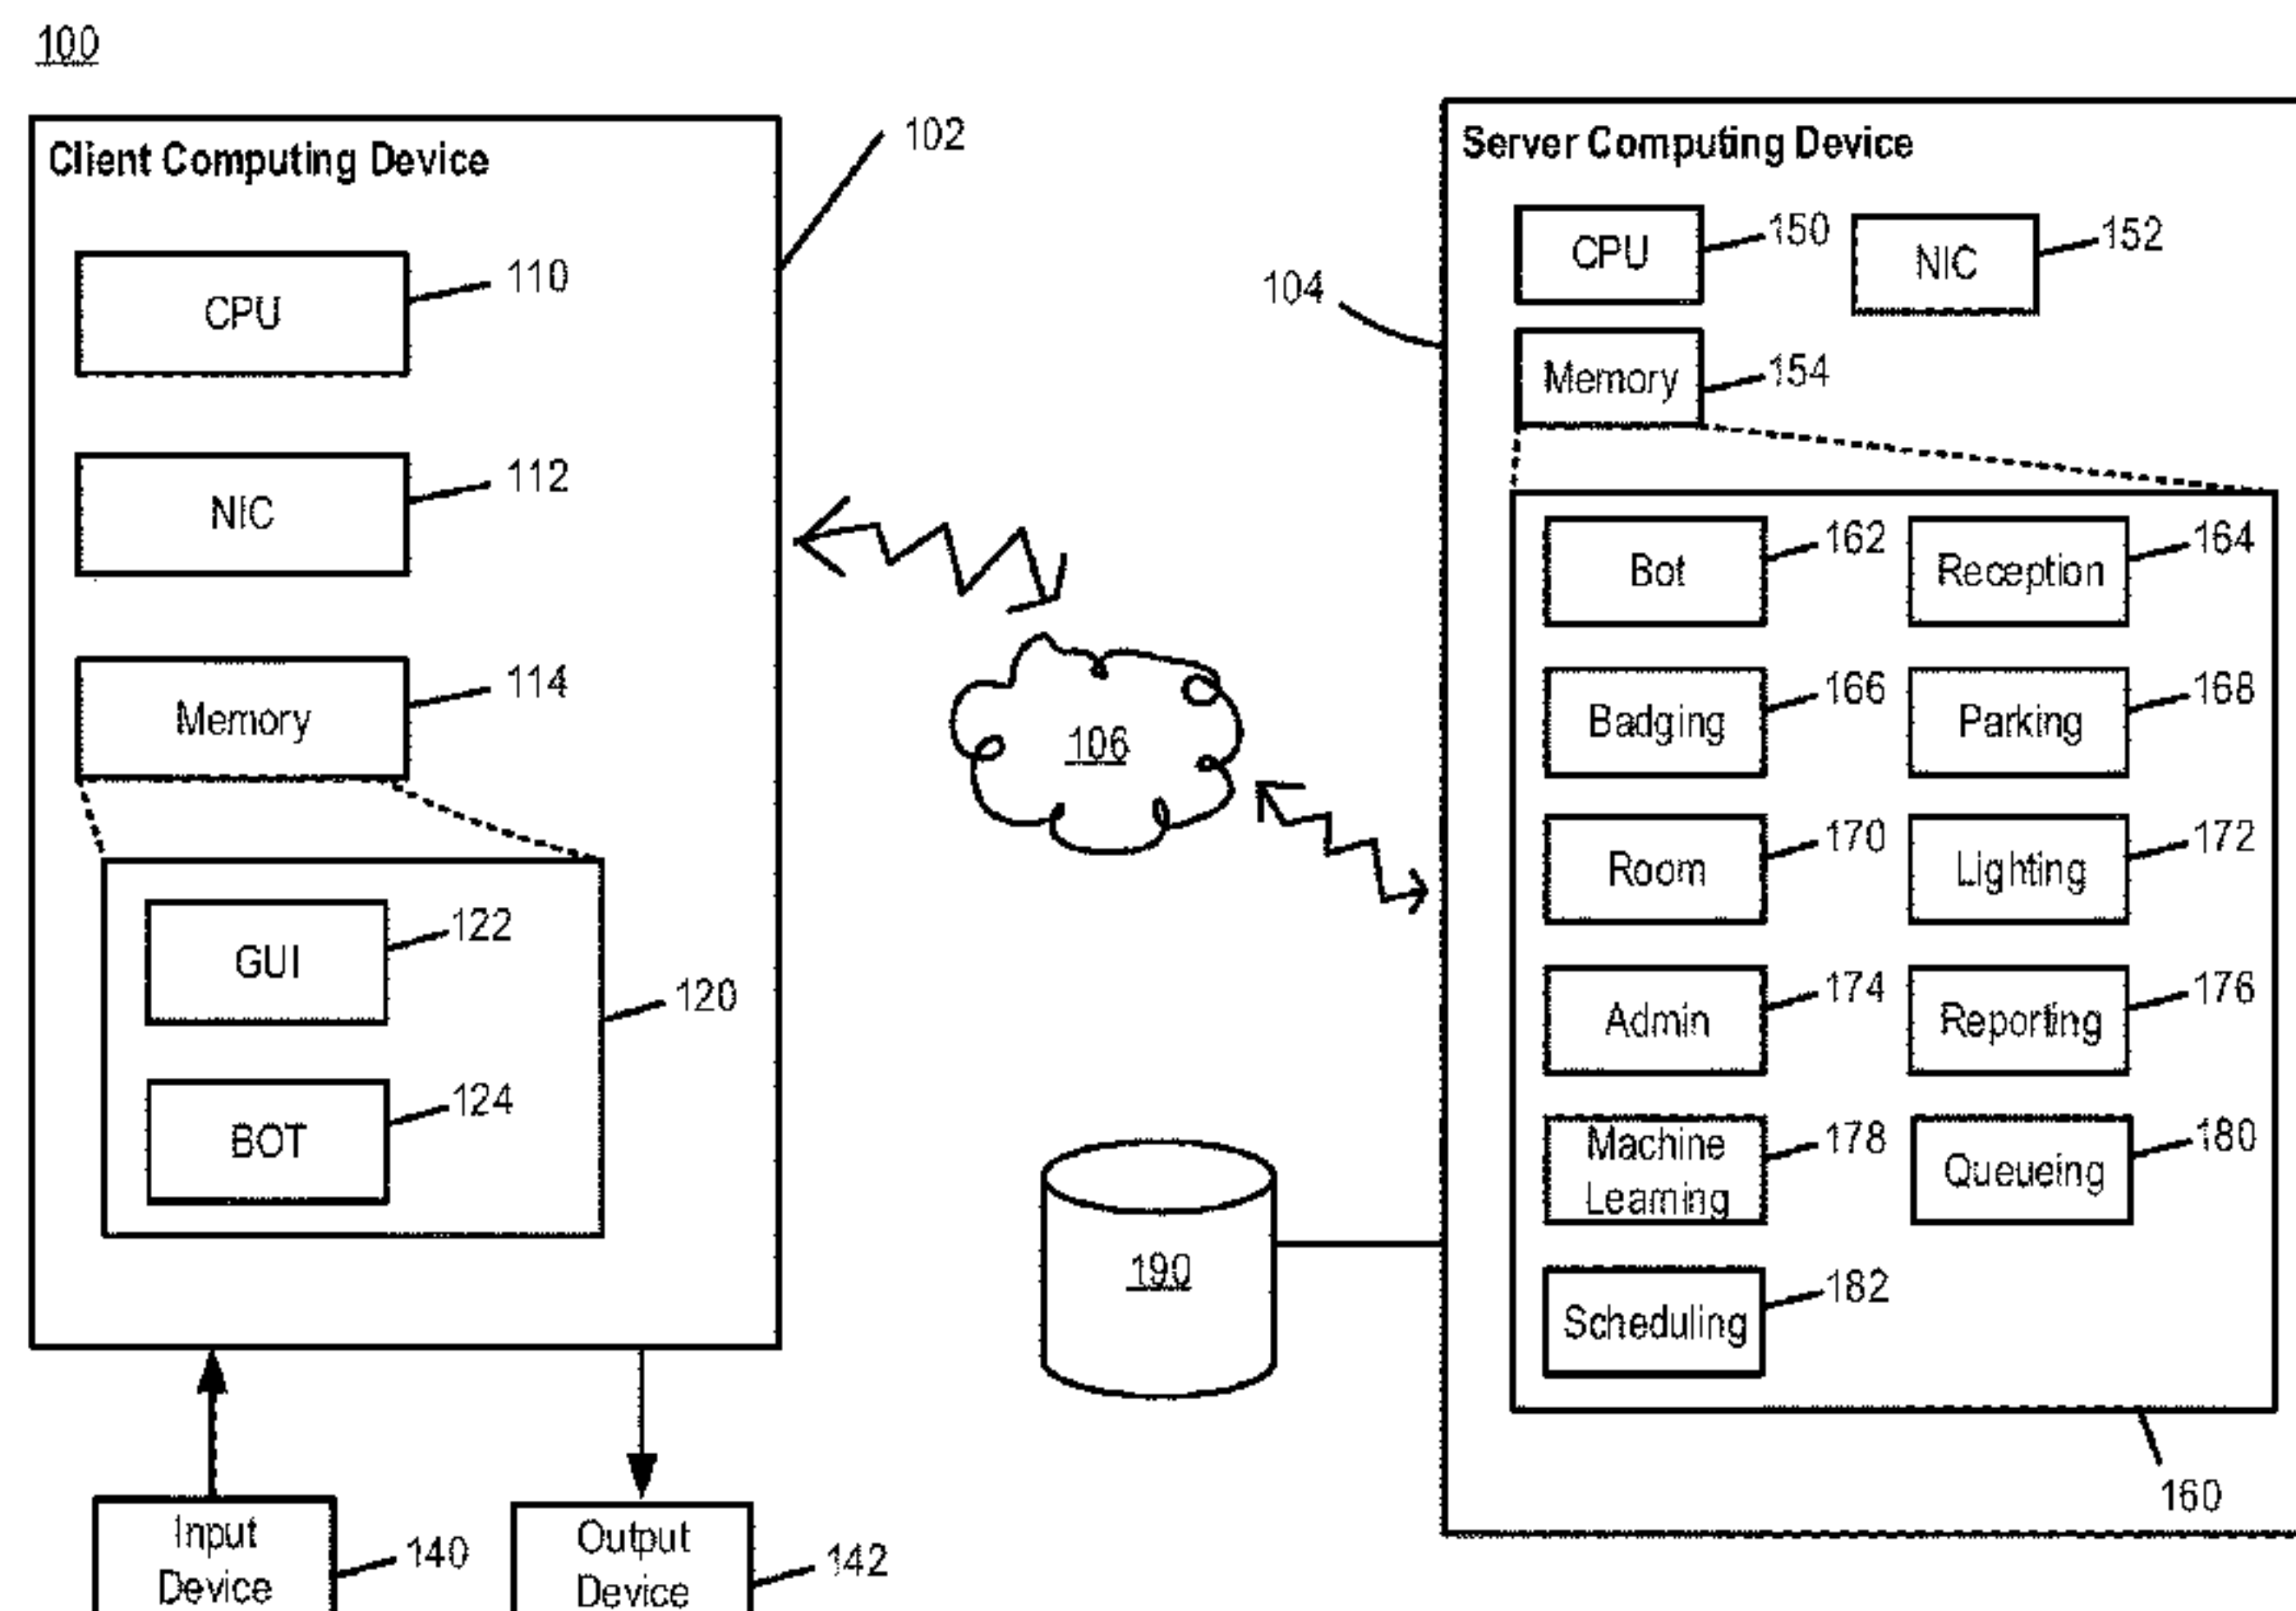 100
Client Computing Device
102
CPU
110
NIC
112
Memory
114
GUI
122
120
BOT
124
Input
Device
140
Output
Device
142
106
190
104
Server Computing Device
CPU
150
NIC
152
Memory
154
Bot
162
Reception
164
Badging
166
Parking
168
Room
170
Lighting
172
Admin
174
Reporting
176
Machine
Learning
178
Queueing
180
Scheduling
182
160